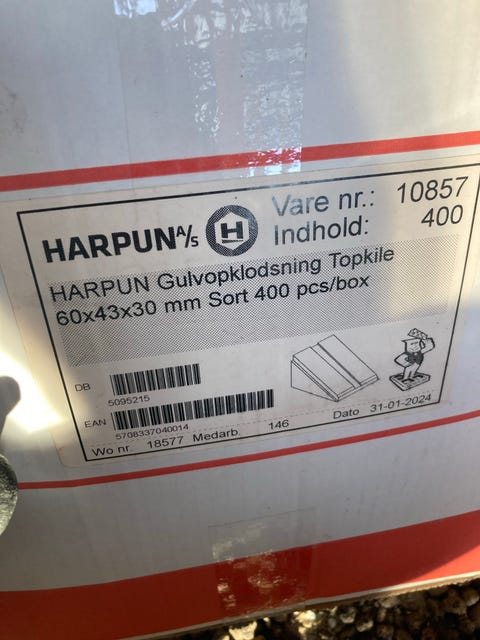 HARPUN A/S H
Vare nr.: 10857
Indhold: 400
HARPUN Gulvopklodsning Topkile
60x43x30 mm Sort 400 pcs/box
DB
5095215
EAN
5708337040014
Wo nr. 18577 Medarb. 146 Dato 31-01-2024